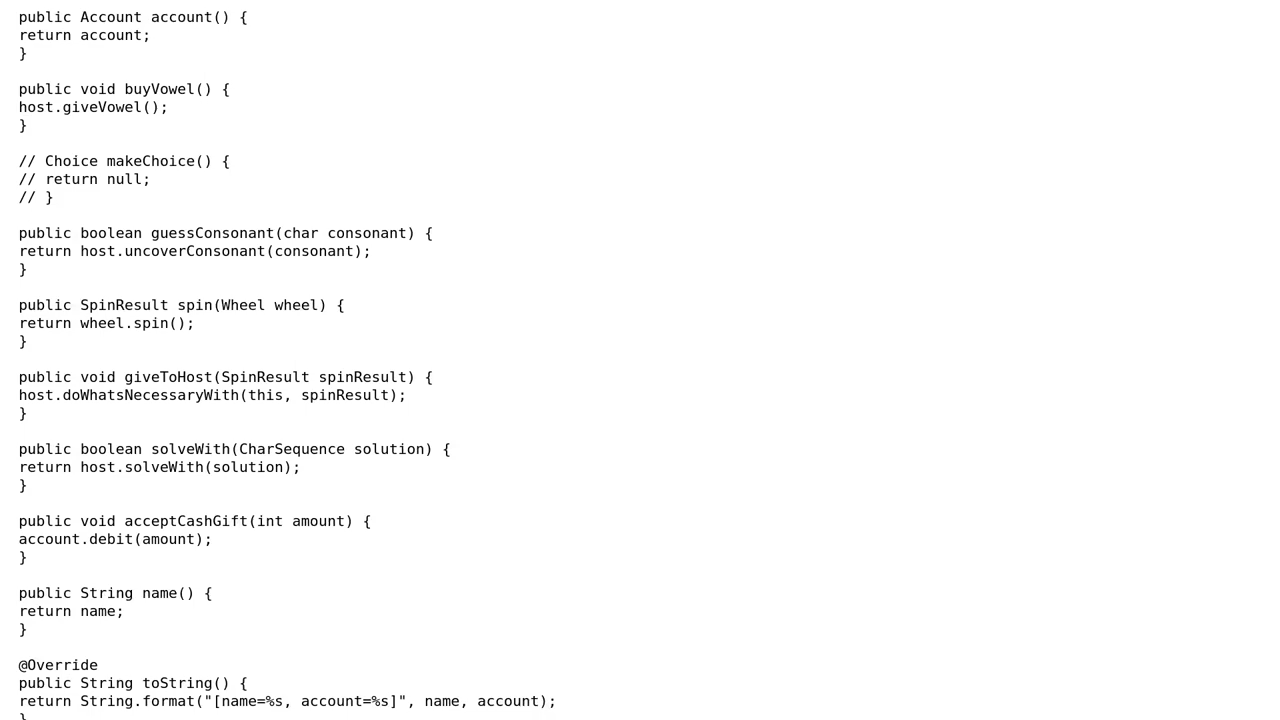 public Account account() {
return account;
}

public void buyVowel() {
host.giveVowel();
}

// Choice makeChoice() {
// return null;
// }

public boolean guessConsonant(char consonant) {
return host.uncoverConsonant(consonant);
}

public SpinResult spin(Wheel wheel) {
return wheel.spin();
}

public void giveToHost(SpinResult spinResult) {
host.doWhatsNecessaryWith(this, spinResult);
}

public boolean solveWith(CharSequence solution) {
return host.solveWith(solution);
}

public void acceptCashGift(int amount) {
account.debit(amount);
}

public String name() {
return name;
}

@Override
public String toString() {
return String.format("[name=%s, account=%s]", name, account);
}